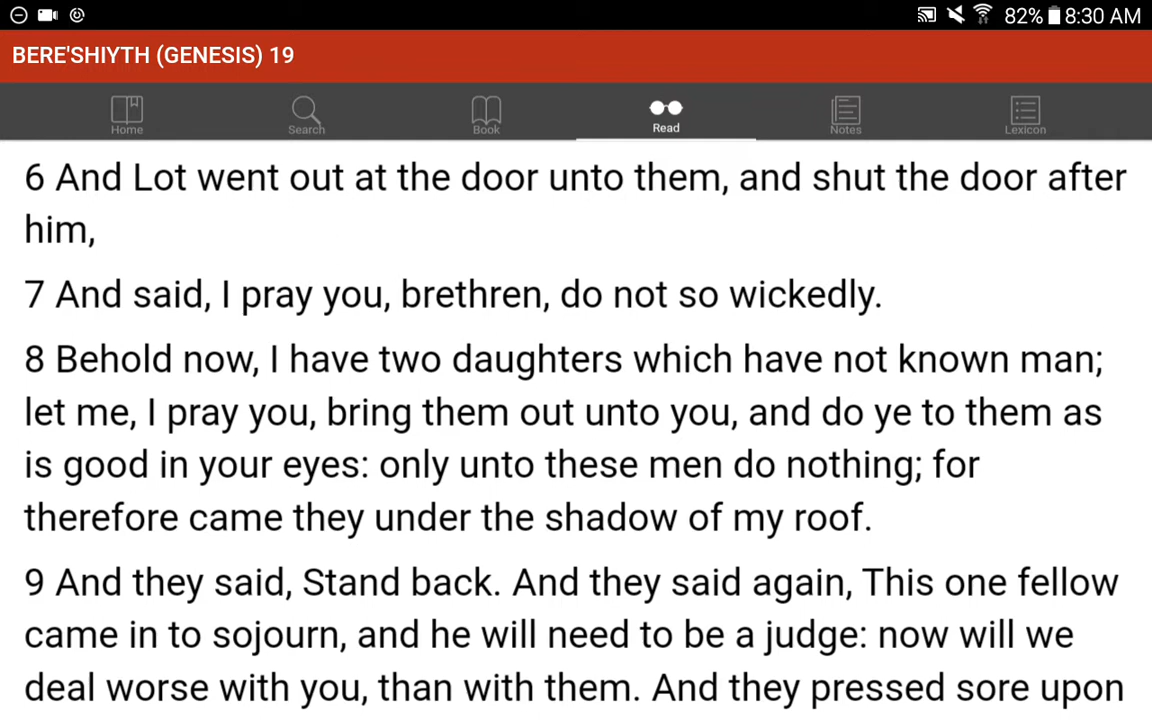 82% 8:30 AM
BERE'SHIYTH (GENESIS) 19
Home Search Book Read Notes Lexicon
6 And Lot went out at the door unto them, and shut the door after
him,
7 And said, I pray you, brethren, do not so wickedly.
8 Behold now, I have two daughters which have not known man;
let me, I pray you, bring them out unto you, and do ye to them as
is good in your eyes: only unto these men do nothing; for
therefore came they under the shadow of my roof.
9 And they said, Stand back. And they said again, This one fellow
came in to sojourn, and he will need to be a judge: now will we
deal worse with you, than with them. And they pressed sore upon